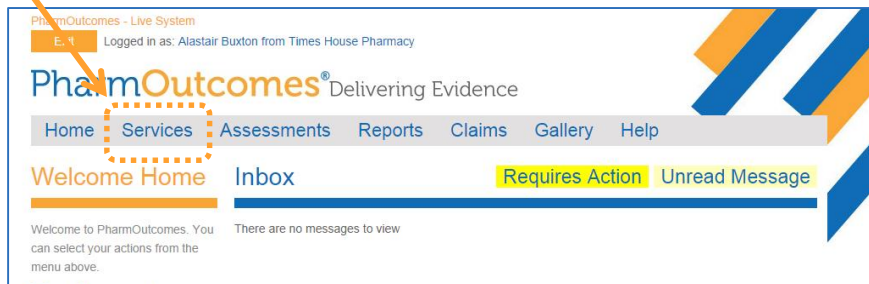 PharmOutcomes - Live System
Exit Logged in as: Alastair Buxton from Times House Pharmacy
PharmOutcomes® Delivering Evidence
Home Services Assessments Reports Claims Gallery Help
Welcome Home Inbox Requires Action Unread Message
Welcome to PharmOutcomes. You There are no messages to view
can select your actions from the
menu above.